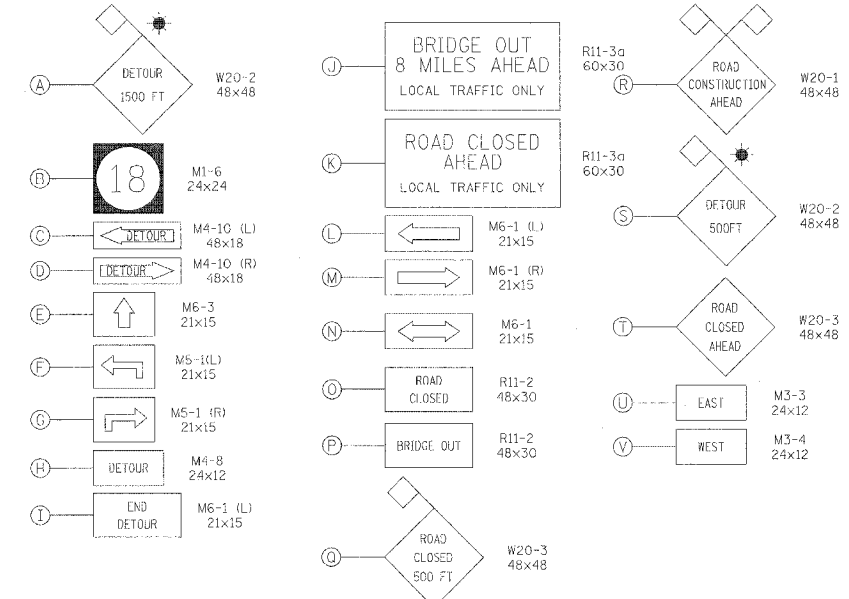 A
DETOUR
1500 FT
W20-2
48x48
B
18
M1-6
24x24
C
DETOUR
M4-10 (L)
48x18
D
DETOUR
M4-10 (R)
48x18
E
M6-3
21x15
F
M5-1(L)
21x15
G
M5-1 (R)
21x15
H
DETOUR
M4-8
24x12
I
END
DETOUR
M6-1 (L)
21x15
J
BRIDGE OUT
8 MILES AHEAD
LOCAL TRAFFIC ONLY
R11-3a
60x30
K
ROAD CLOSED
AHEAD
LOCAL TRAFFIC ONLY
R11-3a
60x30
L
M6-1 (L)
21x15
M
M6-1 (R)
21x15
N
M6-1
21x15
O
ROAD
CLOSED
R11-2
48x30
P
BRIDGE OUT
R11-2
48x30
Q
ROAD
CLOSED
500 FT
W20-3
48x48
R
ROAD
CONSTRUCTION
AHEAD
W20-1
48x48
S
DETOUR
500FT
W20-2
48x48
T
ROAD
CLOSED
AHEAD
W20-3
48x48
U
EAST
M3-3
24x12
V
WEST
M3-4
24x12